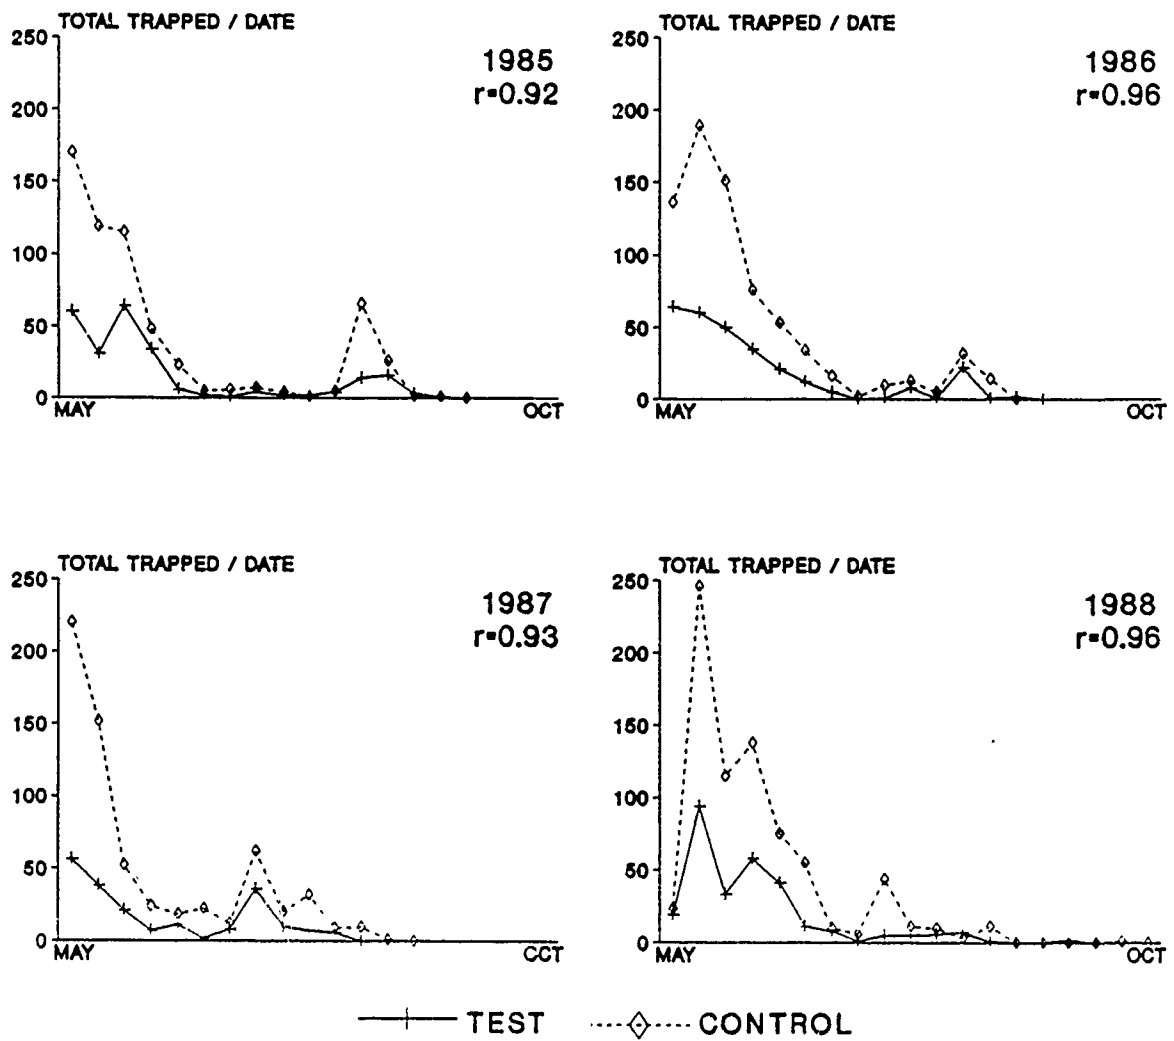 TOTAL TRAPPED / DATE
250
200
150
100
50
0
MAY
OCT
1985
r=0.92
TOTAL TRAPPED / DATE
250
200
150
100
50
0
MAY
OCT
1986
r=0.96
TOTAL TRAPPED / DATE
250
200
150
100
50
0
MAY
CCT
1987
r=0.93
TOTAL TRAPPED / DATE
250
200
150
100
50
0
MAY
OCT
1988
r=0.96
TEST
CONTROL